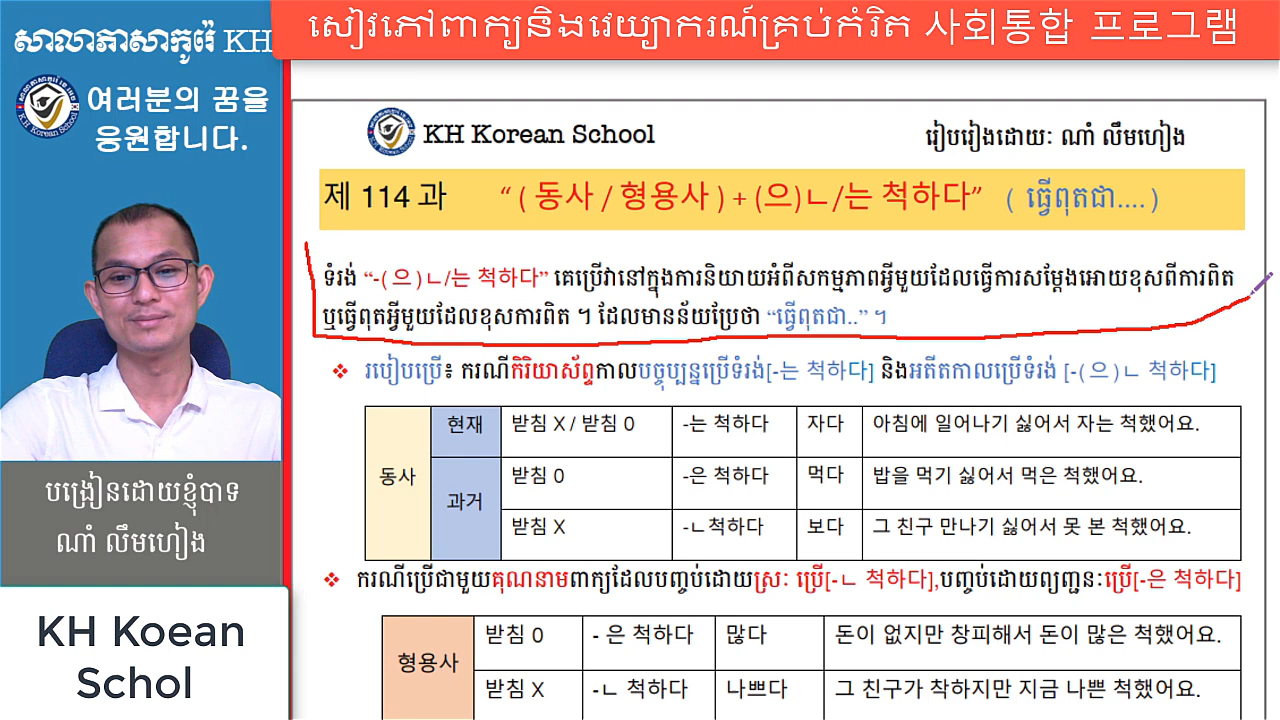 សាលាភាសាកូរ៉េ KH
여러분의 꿈을
응원합니다.
បង្រៀនដោយខ្ញុំបាទ
ណាំ លឹមហៀង
KH Koean
Schol
សៀវភៅពាក្យនិងវេយ្យាករណ៍គ្រប់កំរិត 사회통합 프로그램
KH Korean School រៀបរៀងដោយ: ណាំ លឹមហៀង
제 114 과 “ ( 동사 / 형용사 ) + (으)ㄴ/는 척하다” ( ធ្វើពុតជា.... )
ទំរង់ “-(으)ㄴ/는 척하다” គេប្រើវានៅក្នុងការនិយាយអំពីសកម្មភាពអ្វីមួយដែលធ្វើការសម្តែងអោយខុសពីការពិត
ឬធ្វើពុតអ្វីមួយដែលខុសការពិត ។ ដែលមានន័យប្រែថា “ធ្វើពុតជា..” ។
❖ របៀបប្រើ៖ ករណីកិរិយាស័ព្ទកាលបច្ចុប្បន្នប្រើទំរង់[-는 척하다] និងអតីតកាលប្រើទំរង់ [-(으)ㄴ 척하다]
동사 현재 받침 X / 받침 0 -는 척하다 자다 아침에 일어나기 싫어서 자는 척했어요.
과거 받침 0 -은 척하다 먹다 밥을 먹기 싫어서 먹은 척했어요.
받침 X -ㄴ척하다 보다 그 친구 만나기 싫어서 못 본 척했어요.
❖ ករណីប្រើជាមួយគុណនាមពាក្យដែលបញ្ចប់ដោយស្រៈ ប្រើ[-ㄴ 척하다],បញ្ចប់ដោយព្យញ្ជនៈប្រើ[-은 척하다]
형용사 받침 0 - 은 척하다 많다 돈이 없지만 창피해서 돈이 많은 척했어요.
받침 X -ㄴ 척하다 나쁘다 그 친구가 착하지만 지금 나쁜 척했어요.